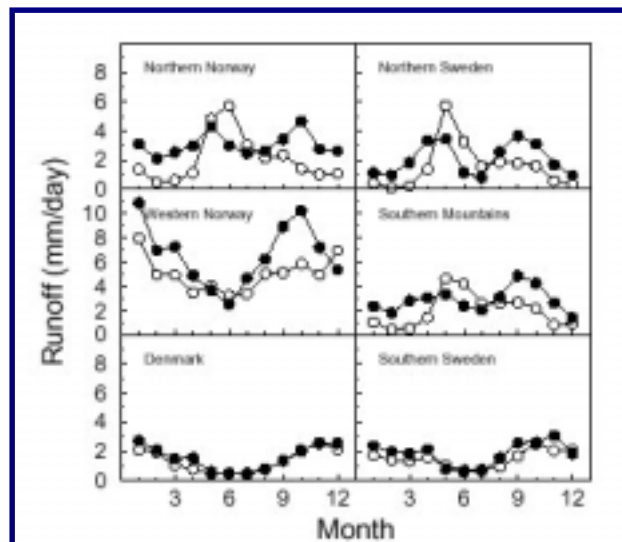 Northern Norway
Northern Sweden
8
6
4
2
0
Western Norway
Southern Mountains
10
8
6
4
2
0
Denmark
Southern Sweden
8
6
4
2
0
3 6 9 12 3 6 9 12
Runoff (mm/day)
Month